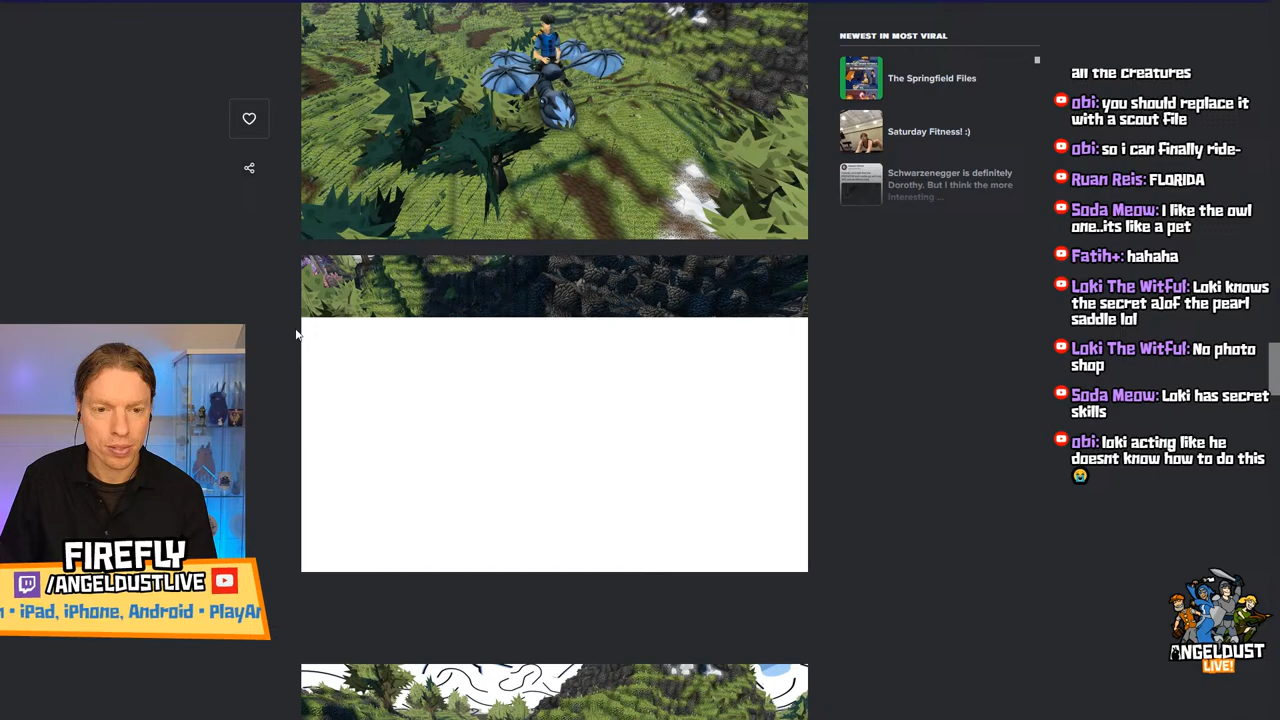 NEWEST IN MOST VIRAL
The Springfield Files
Saturday Fitness! :)
Schwarzenegger is definitely
Dorothy. But I think the more
interesting ...
all the creatures
obi: you should replace it
with a scout file
obi: so i can finally ride-
Ruan Reis: FLORIDA
Soda Meow: I like the owl
one..its like a pet
Fatih+: hahaha
Loki The Witful: Loki knows
the secret a)of the pearl
saddle lol
Loki The Witful: No photo
shop
Soda Meow: Loki has secret
skills
obi: loki acting like he
doesnt know how to do this
😭
FIREFLY
/ANGELDUSTLIVE
• iPad, iPhone, Android •
ANGELDUST
LIVE!